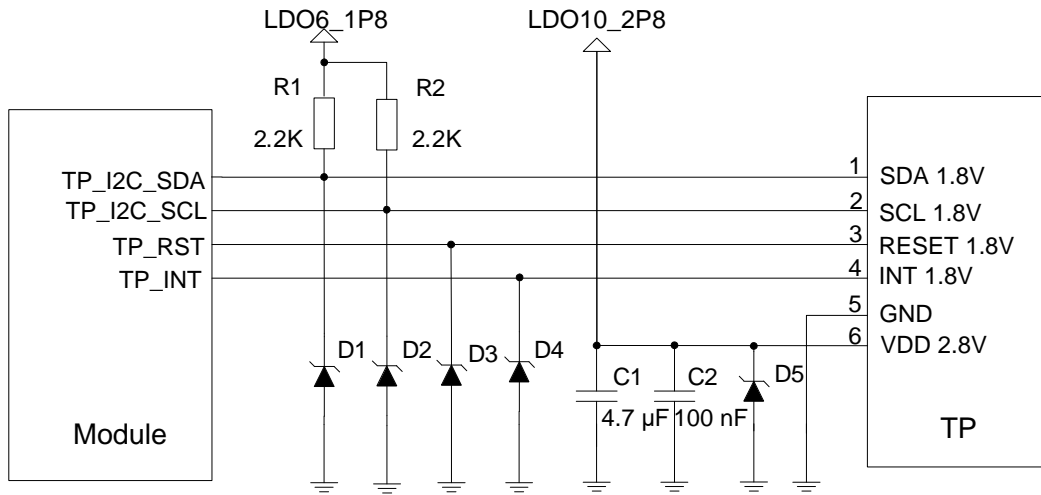 LDO6_1P8
LDO10_2P8
R1
R2
2.2K
2.2K
TP_I2C_SDA
TP_I2C_SCL
TP_RST
TP_INT
1
2
3
4
5
6
SDA 1.8V
SCL 1.8V
RESET 1.8V
INT 1.8V
GND
VDD 2.8V
D1
D2
D3
D4
C1
C2
D5
4.7 µF
100 nF
Module
TP